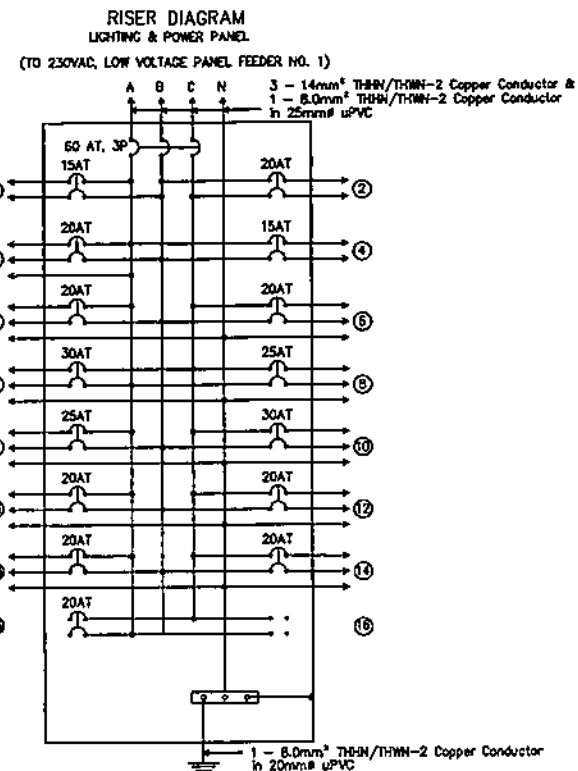 RISER DIAGRAM
LIGHTING & POWER PANEL
(TO 230VAC, LOW VOLTAGE PANEL FEEDER NO. 1)
A B C N
3 - 14mm² THHN/THWN-2 Copper Conductor &
1 - 8.0mm² THHN/THWN-2 Copper Conductor
in 25mmø uPVC
60 AT, 3P
15AT 20AT 2
20AT 15AT 4
20AT 20AT 6
30AT 25AT 8
25AT 30AT 10
20AT 20AT 12
20AT 20AT 14
20AT 16
1 - 8.0mm² THHN/THWN-2 Copper Conductor
in 20mmø uPVC